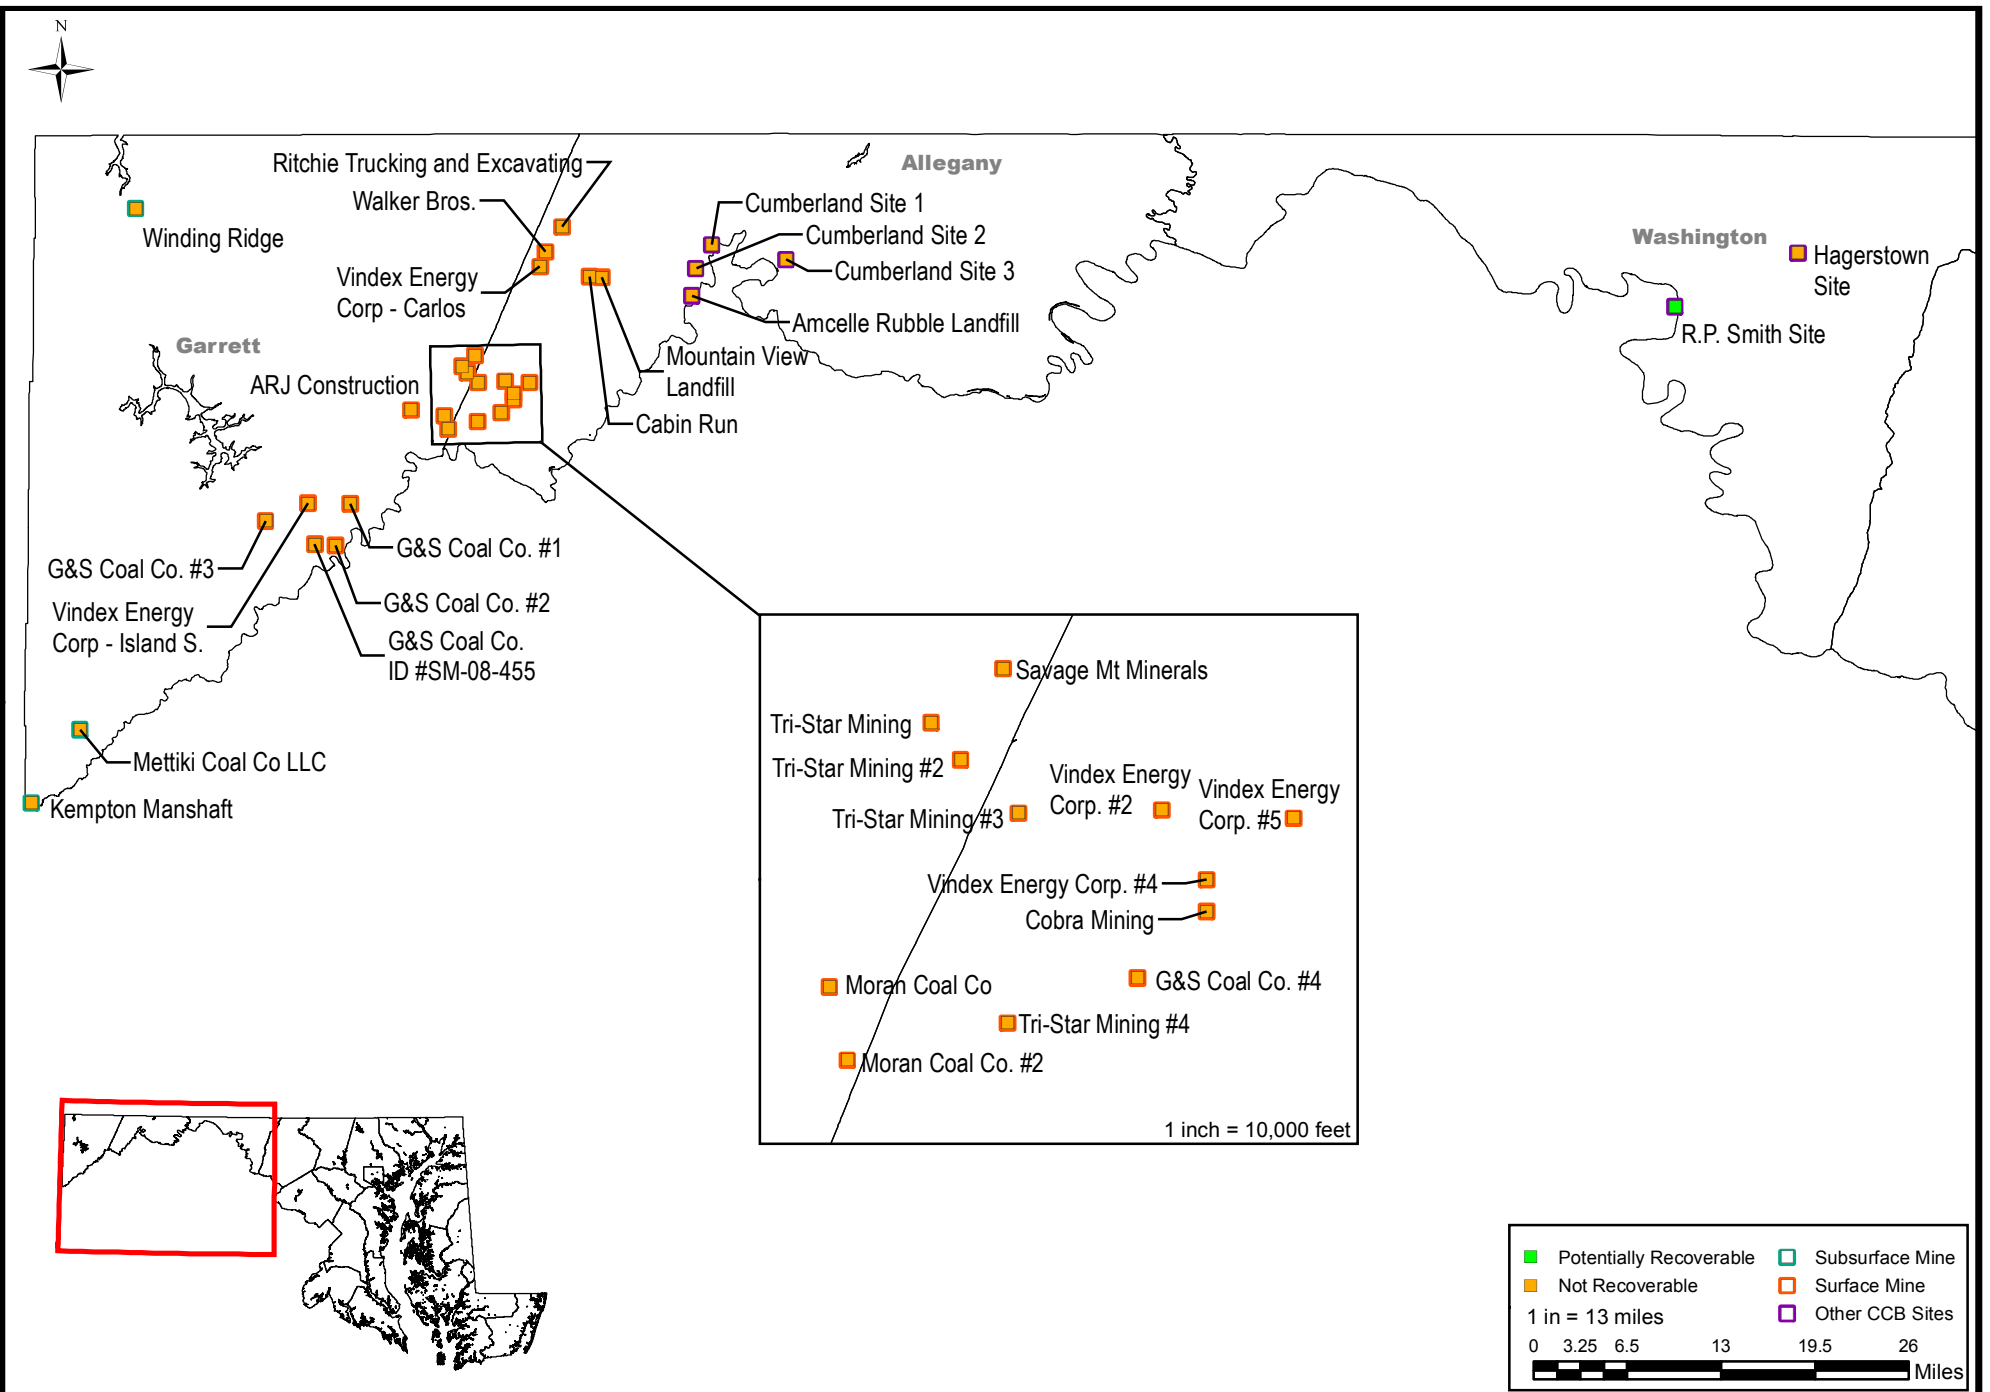 N
Ritchie Trucking and Excavating
Allegany
Walker Bros.
Cumberland Site 1
Winding Ridge
Cumberland Site 2
Washington
Hagerstown
Site
Vindex Energy
Corp - Carlos
Cumberland Site 3
Amcelle Rubble Landfill
R.P. Smith Site
Garrett
Mountain View
Landfill
ARJ Construction
Cabin Run
G&S Coal Co. #1
G&S Coal Co. #3
G&S Coal Co. #2
Vindex Energy
Corp - Island S.
G&S Coal Co.
ID #SM-08-455
Mettiki Coal Co LLC
Kempton Manshaft
Savage Mt Minerals
Tri-Star Mining
Tri-Star Mining #2
Vindex Energy
Corp. #2
Vindex Energy
Corp. #5
Tri-Star Mining #3
Vindex Energy Corp. #4
Cobra Mining
Moran Coal Co
G&S Coal Co. #4
Tri-Star Mining #4
Moran Coal Co. #2
1 inch = 10,000 feet
Potentially Recoverable
Not Recoverable
Subsurface Mine
Surface Mine
Other CCB Sites
1 in = 13 miles
0 3.25 6.5 13 19.5 26
Miles